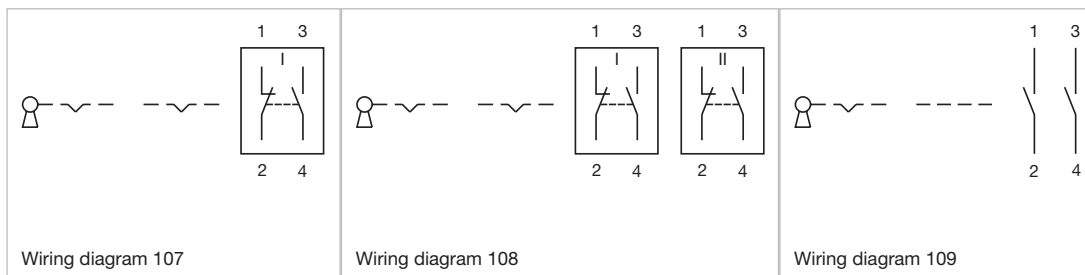 1 3
I
2 4
Wiring diagram 107
1 3 1 3
I II
2 4 2 4
Wiring diagram 108
1 3
2 4
Wiring diagram 109